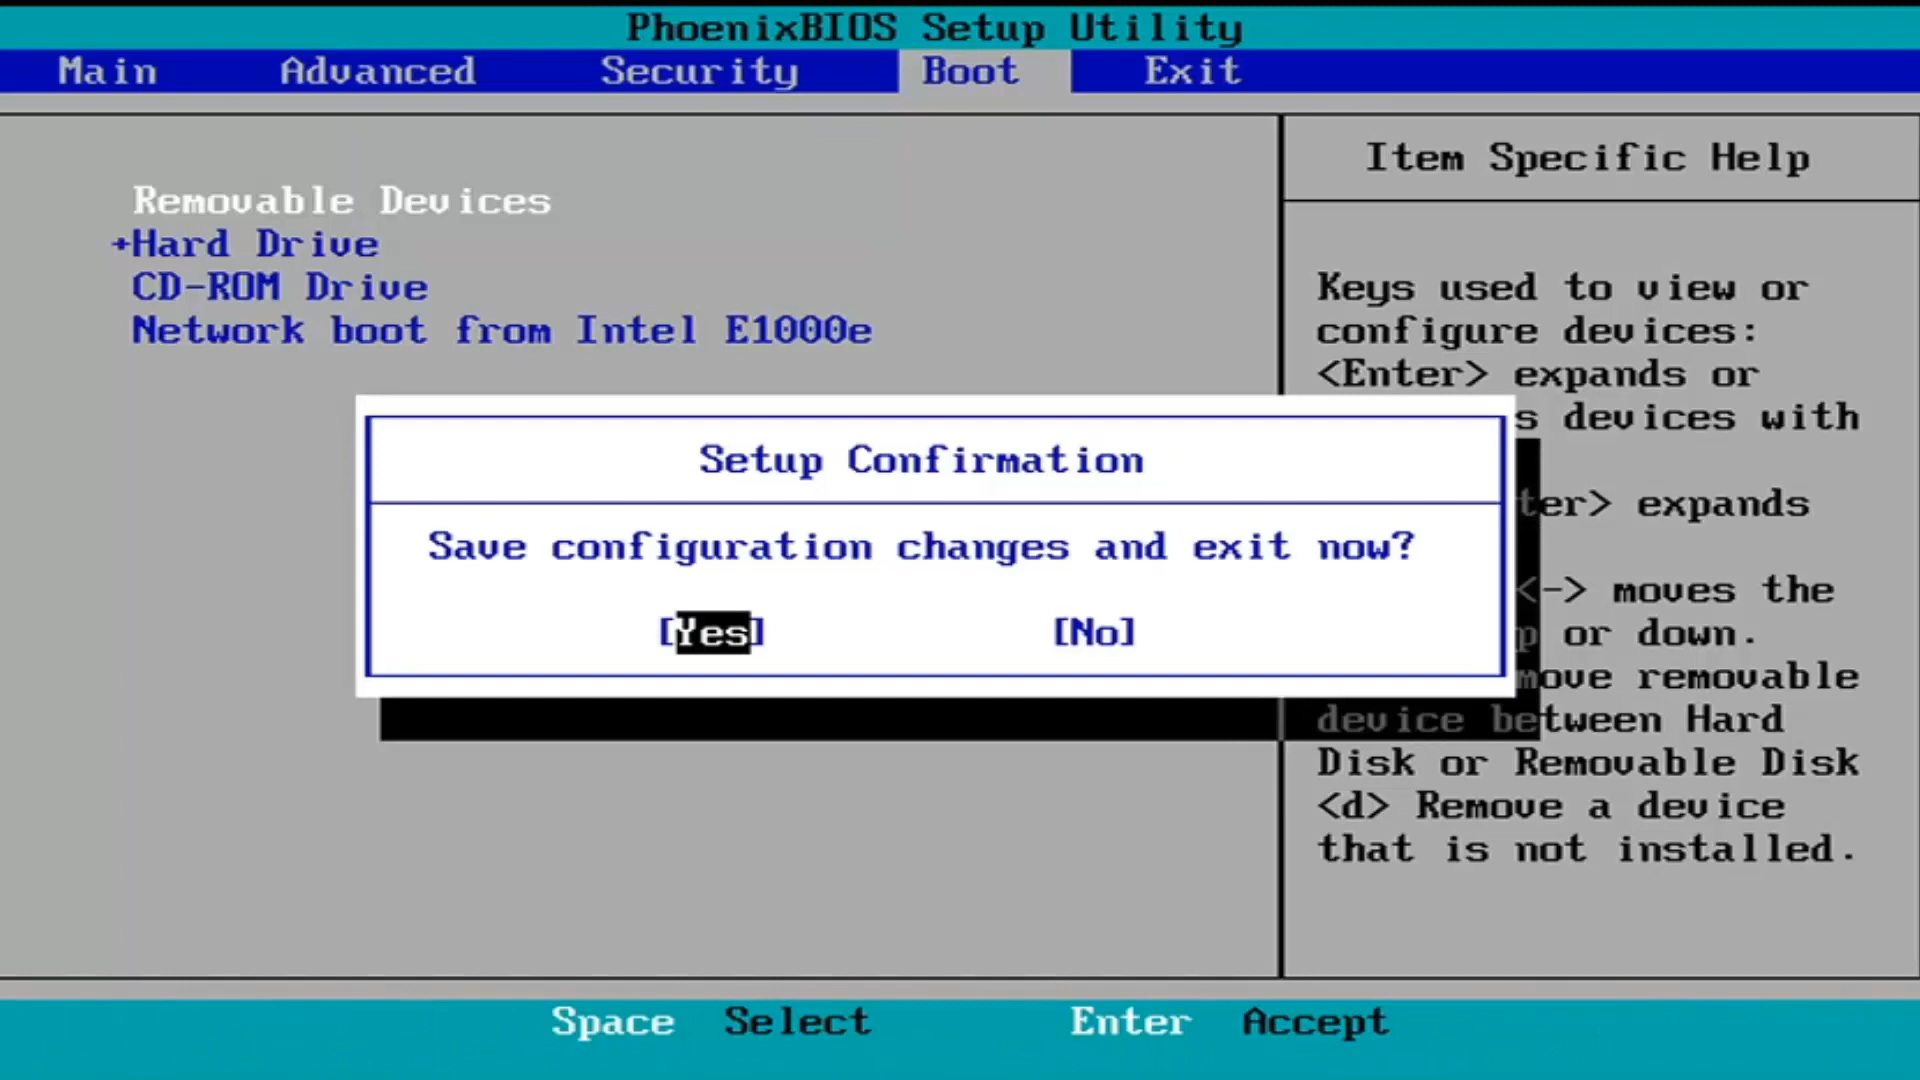 PhoenixBIOS Setup Utility
Main Advanced Security Boot Exit
Removable Devices
+Hard Drive
CD-ROM Drive
Network boot from Intel E1000e
Item Specific Help
Keys used to view or
configure devices:
<Enter> expands or
s devices with
ter> expands
<-> moves the
p or down.
move removable
device between Hard
Disk or Removable Disk
<d> Remove a device
that is not installed.
Setup Confirmation
Save configuration changes and exit now?
[Yes] [No]
Space Select Enter Accept